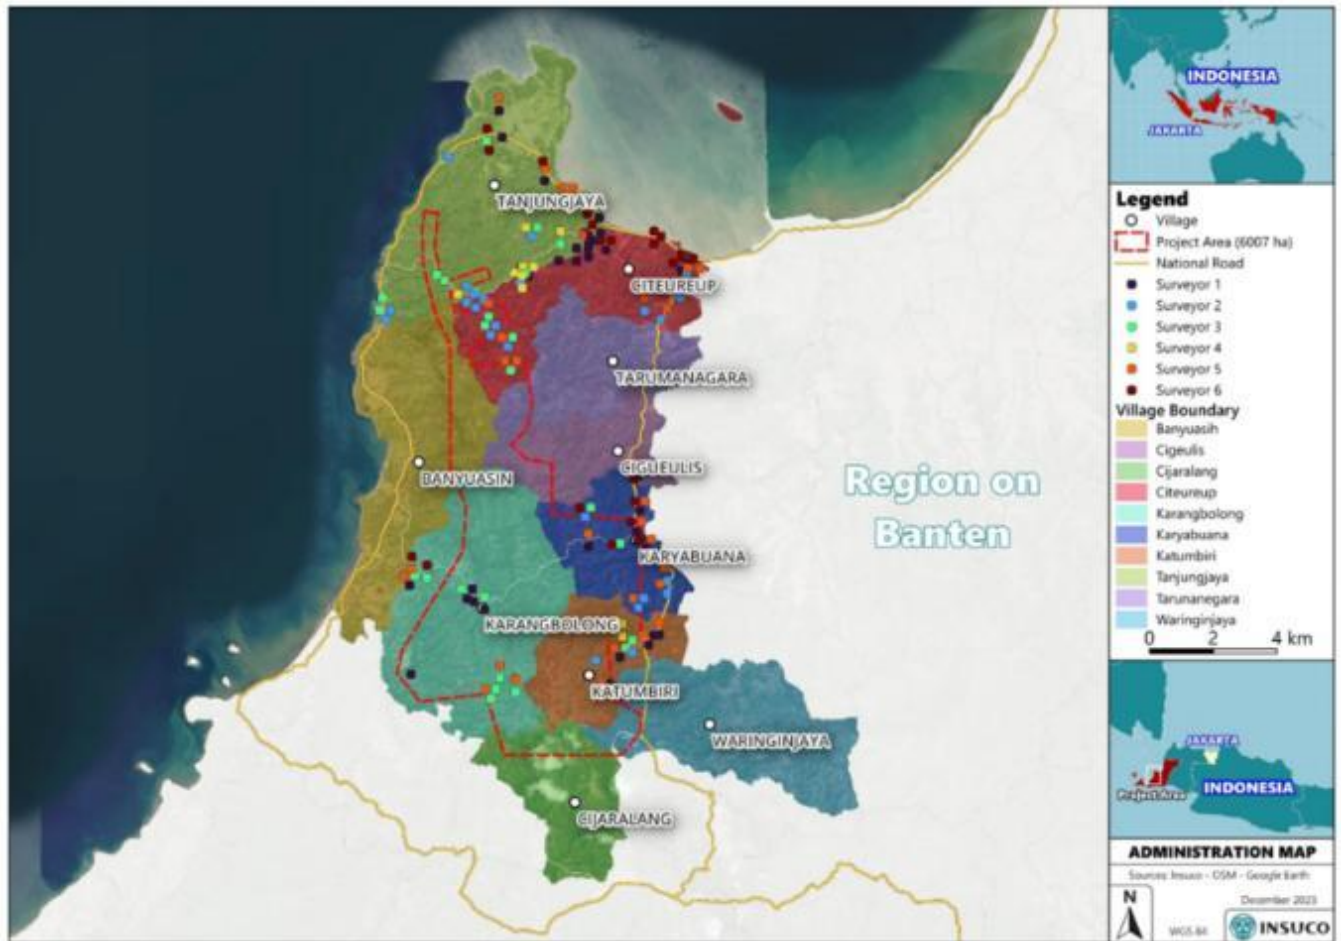 TANJUNGJAYA
CITEUREUP
TARUMANAGARA
CIGUEULIS
BANYUASIN
KARYABUANA
KARANGBOLONG
KATUMBIRI
WARINGINJAYA
CIJARALANG
Region on
Banten
INDONESIA
JAKARTA
Legend
Village
Project Area (6007 ha)
National Road
Surveyor 1
Surveyor 2
Surveyor 3
Surveyor 4
Surveyor 5
Surveyor 6
Village Boundary
Banyuasih
Cigeulis
Cijaralang
Citeureup
Karangbolong
Karyabuana
Katumbiri
Tanjungjaya
Tarunanegara
Waringinjaya
0 2 4 km
JAKARTA
Project Area
INDONESIA
ADMINISTRATION MAP
Sources: Insuco - OSM - Google Earth
N
December 2023
WGS 84
INSUCO